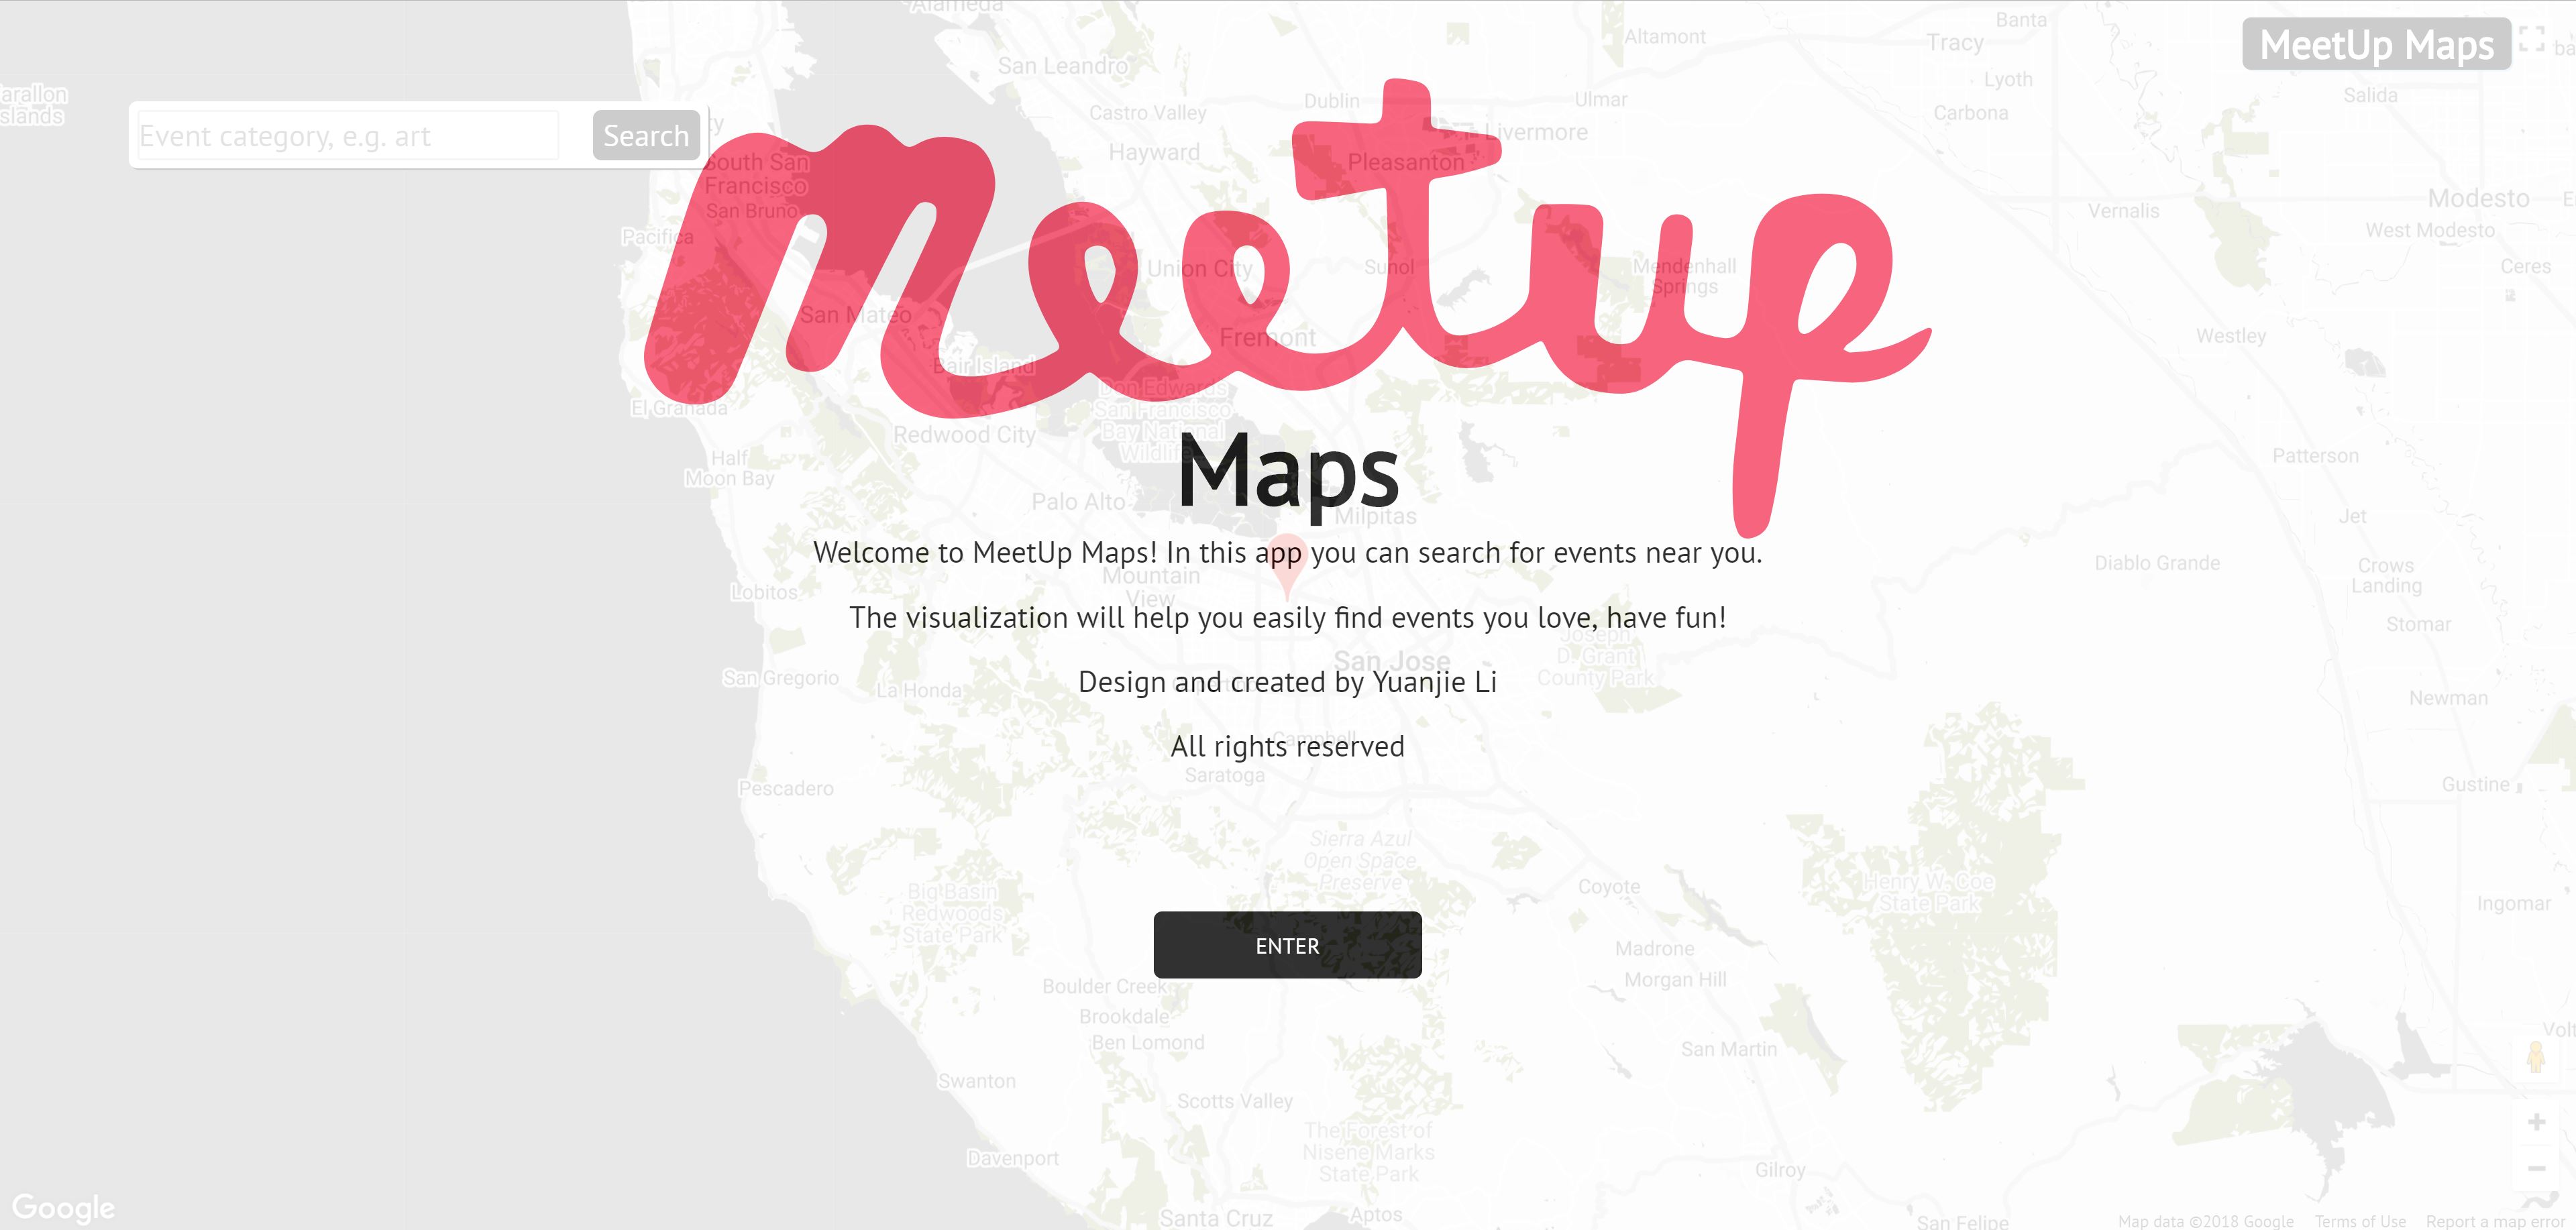 Alameda
Banta
MeetUp Maps
Altamont
Tracy
San Leandro
Lyoth
arallon
slands
Salida
Dublin
Ulmar
Castro Valley
Carbona
Event category, e.g. art
Search
Livermore
Hayward
Pleasanton
South San
Francisco
San Bruno
Meetup
Modesto
Vernalis
West Modesto
Pacifica
Union City
Sunol
Mendenhall
Springs
Ceres
San Mateo
Fremont
Westley
Bair Island
Don Edwards
San Francisco
Bay National
Wildlife
El Granada
Redwood City
Half
Moon Bay
Patterson
Maps
Palo Alto
Milpitas
Jet
Welcome to MeetUp Maps! In this app you can search for events near you.
Diablo Grande
Mountain
View
Crows
Landing
Lobitos
The visualization will help you easily find events you love, have fun!
Stomar
Joseph
D. Grant
County Park
San Jose
San Gregorio
La Honda
Design and created by Yuanjie Li
Newman
All rights reserved
Campbell
Saratoga
Pescadero
Gustine
Sierra Azul
Open Space
Preserve
Big Basin
Redwoods
State Park
Coyote
Henry W. Coe
State Park
Ingomar
ENTER
Madrone
Morgan Hill
Boulder Creek
Brookdale
Ben Lomond
Volt
San Martin
Swanton
Scotts Valley
The Forest of
Nisene Marks
State Park
Davenport
Gilroy
Google
Santa Cruz
Aptos
San Felipe
Map data ©2018 Google
Terms of Use
Report a map error